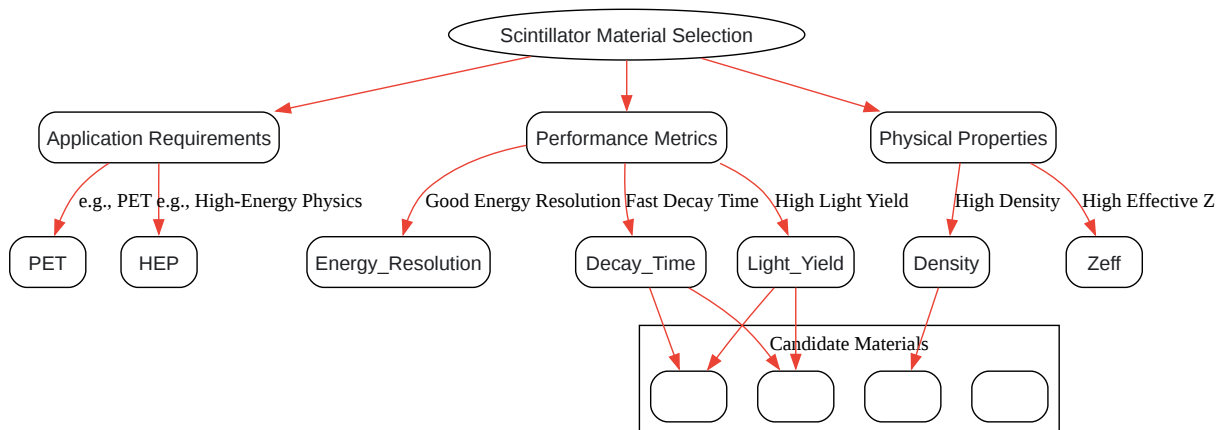 Scintillator Material Selection
Application Requirements
Performance Metrics
Physical Properties
e.g., PET
e.g., High-Energy Physics
Good Energy Resolution
Fast Decay Time
High Light Yield
High Density
High Effective Z
PET
HEP
Energy_Resolution
Decay_Time
Light_Yield
Density
Zeff
Candidate Materials